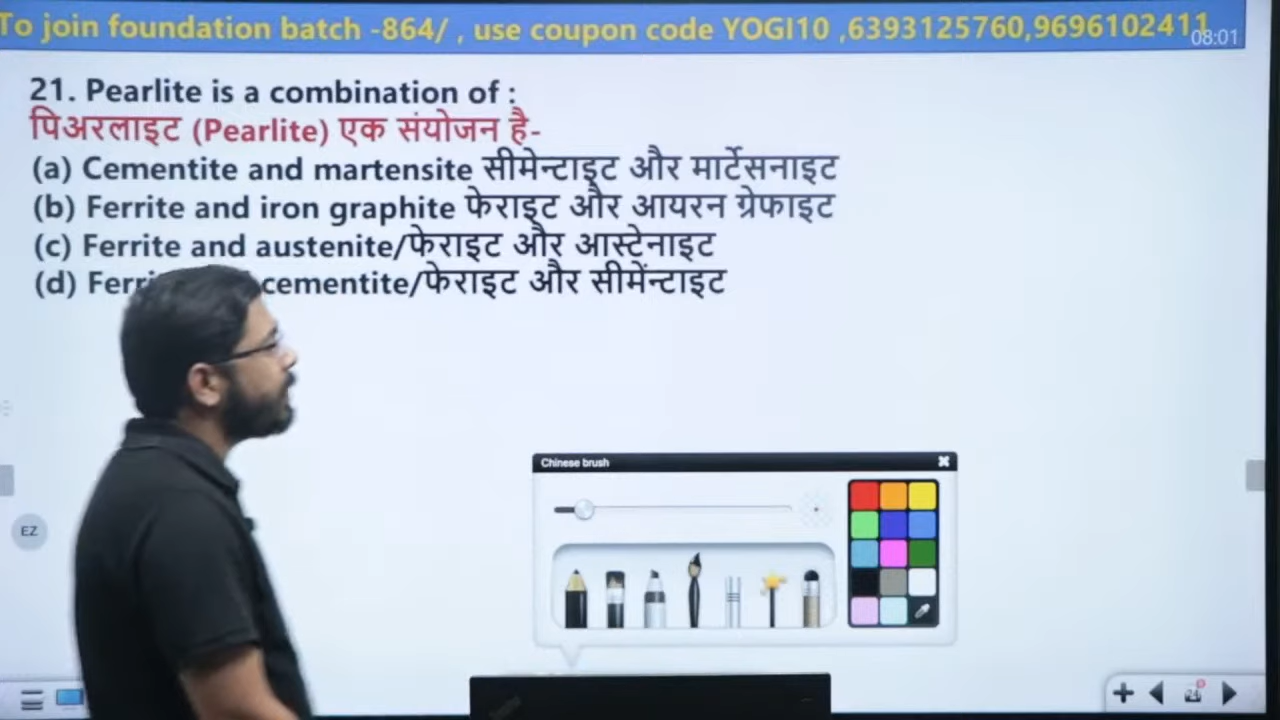 To join foundation batch -864/ , use coupon code YOGI10 ,6393125760,9696102411
08:01
21. Pearlite is a combination of :
पिअरलाइट (Pearlite) एक संयोजन है-
(a) Cementite and martensite सीमेन्टाइट और मार्टेसनाइट
(b) Ferrite and iron graphite फेराइट और आयरन ग्रेफाइट
(c) Ferrite and austenite/फेराइट और आस्टेनाइट
(d) cementite/फेराइट और सीमेंन्टाइट
Chinese brush
EZ